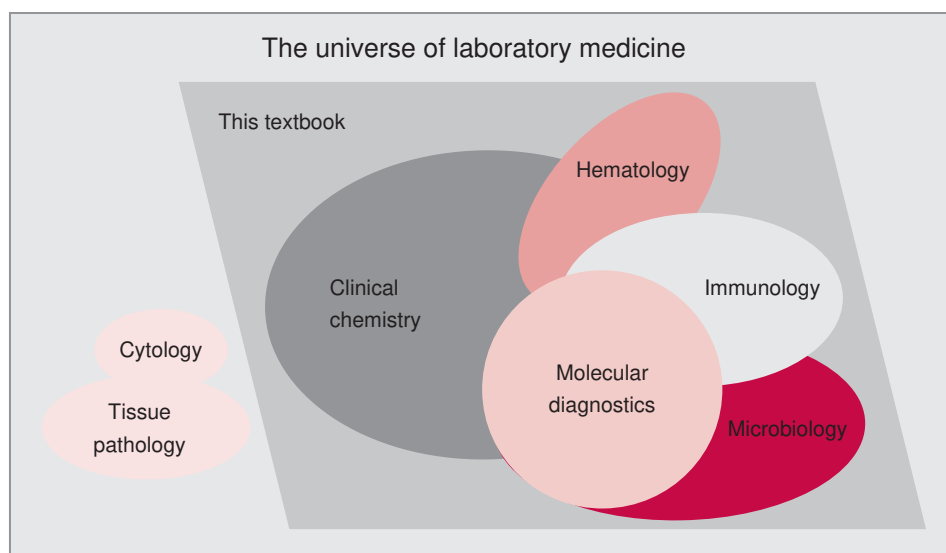 The universe of laboratory medicine
This textbook
Hematology
Clinical
chemistry
Immunology
Cytology
Molecular
diagnostics
Tissue
pathology
Microbiology